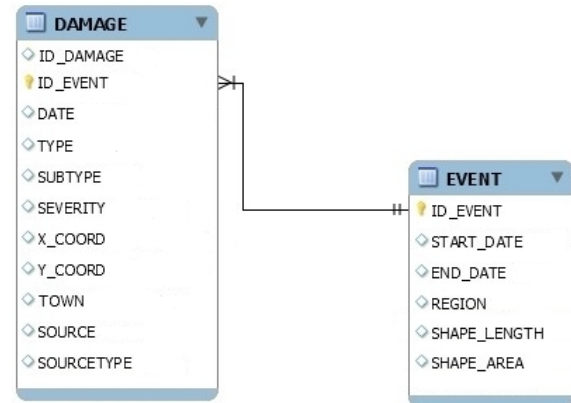 DAMAGE
ID_DAMAGE
ID_EVENT
DATE
TYPE
SUBTYPE
SEVERITY
X_COORD
Y_COORD
TOWN
SOURCE
SOURCETYPE
EVENT
ID_EVENT
START_DATE
END_DATE
REGION
SHAPE_LENGTH
SHAPE_AREA